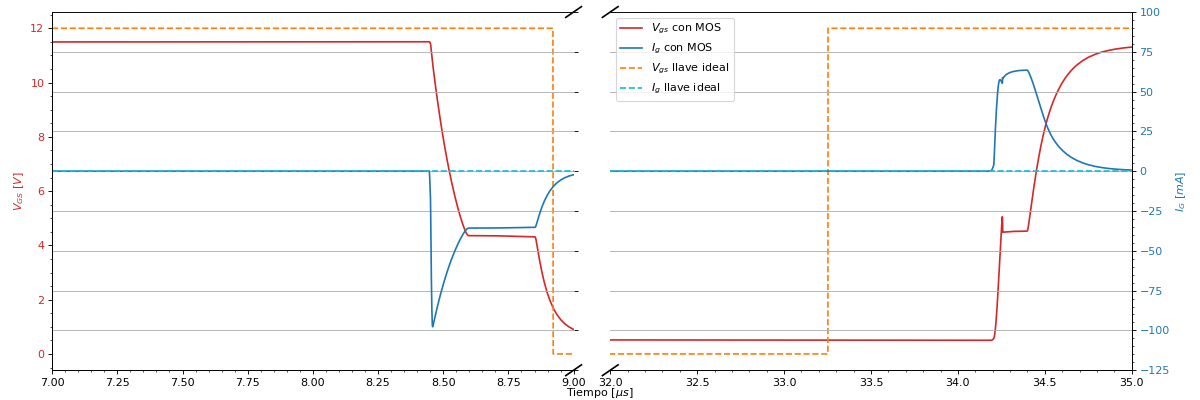 12
10
8
6
4
2
0
V_GS [V]
7.00 7.25 7.50 7.75 8.00 8.25 8.50 8.75 9.00
32.0 32.5 33.0 33.5 34.0 34.5 35.0
Tiempo [μs]
V_gs con MOS
I_g con MOS
V_gs llave ideal
I_g llave ideal
100
75
50
25
0
−25
−50
−75
−100
−125
I_G [mA]